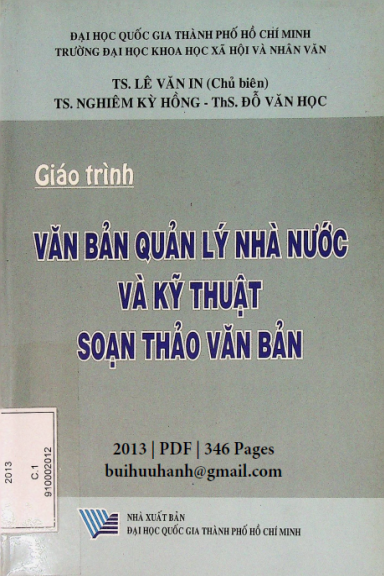 ĐẠI HỌC QUỐC GIA THÀNH PHỐ HỒ CHÍ MINH
TRƯỜNG ĐẠI HỌC KHOA HỌC XÃ HỘI VÀ NHÂN VĂN
TS. LÊ VĂN IN (Chủ biên)
TS. NGHIÊM KỲ HỒNG - ThS. ĐỖ VĂN HỌC
Giáo trình
VĂN BẢN QUẢN LÝ NHÀ NƯỚC
VÀ KỸ THUẬT
SOẠN THẢO VĂN BẢN
2013
C.1
910002012
2013 | PDF | 346 Pages
buihuuhanh@gmail.com
NHÀ XUẤT BẢN
ĐẠI HỌC QUỐC GIA THÀNH PHỐ HỒ CHÍ MINH